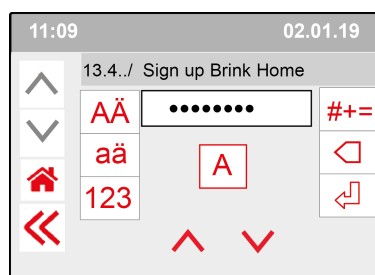 11:09 02.01.19
13.4../ Sign up Brink Home
AÄ •••••••• #+=
aä A
123